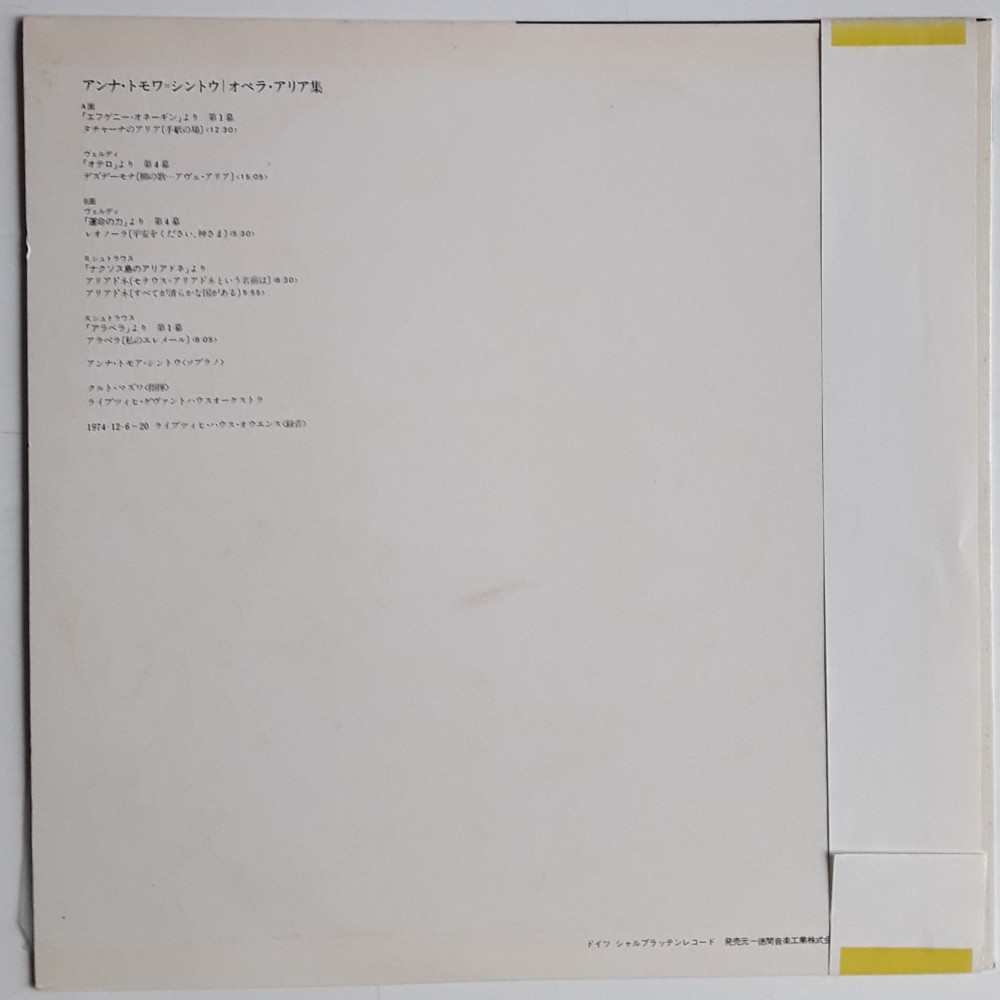 アンナ・トモワ=シントウ|オペラ・アリア集
A面
「エフゲニー・オネーギン」より 第1幕
タチャーナのアリア(手紙の場)〈12:30〉
ヴェルディ
「オテロ」より 第4幕
デズデーモナ(柳の歌…アヴェ・アリア)〈15:05〉
B面
ヴェルディ
「運命の力」より 第4幕
レオノーラ(平安をください、神さま)〈5:30〉
R.シュトラウス
「ナクソス島のアリアドネ」より
アリアドネ(セテウス=アリアドネという名前は)〈6:30〉
アリアドネ(すべてが清らかな国がある)5:55〉
R.シュトラウス
「アラベラ」より 第1幕
アラベラ(私のエレメール)〈8:05〉
アンナ・トモア=シントウ〈ソプラノ〉
クルト・マズワ〈指揮〉
ライプツィヒ・ゲヴァントハウスオーケストラ
1974・12・6〜20 ライプツィヒ・ハウス・オウエンス〈録音〉
ドイツ シャルプラッテンレコード 発売元—徳間音楽工業株式会